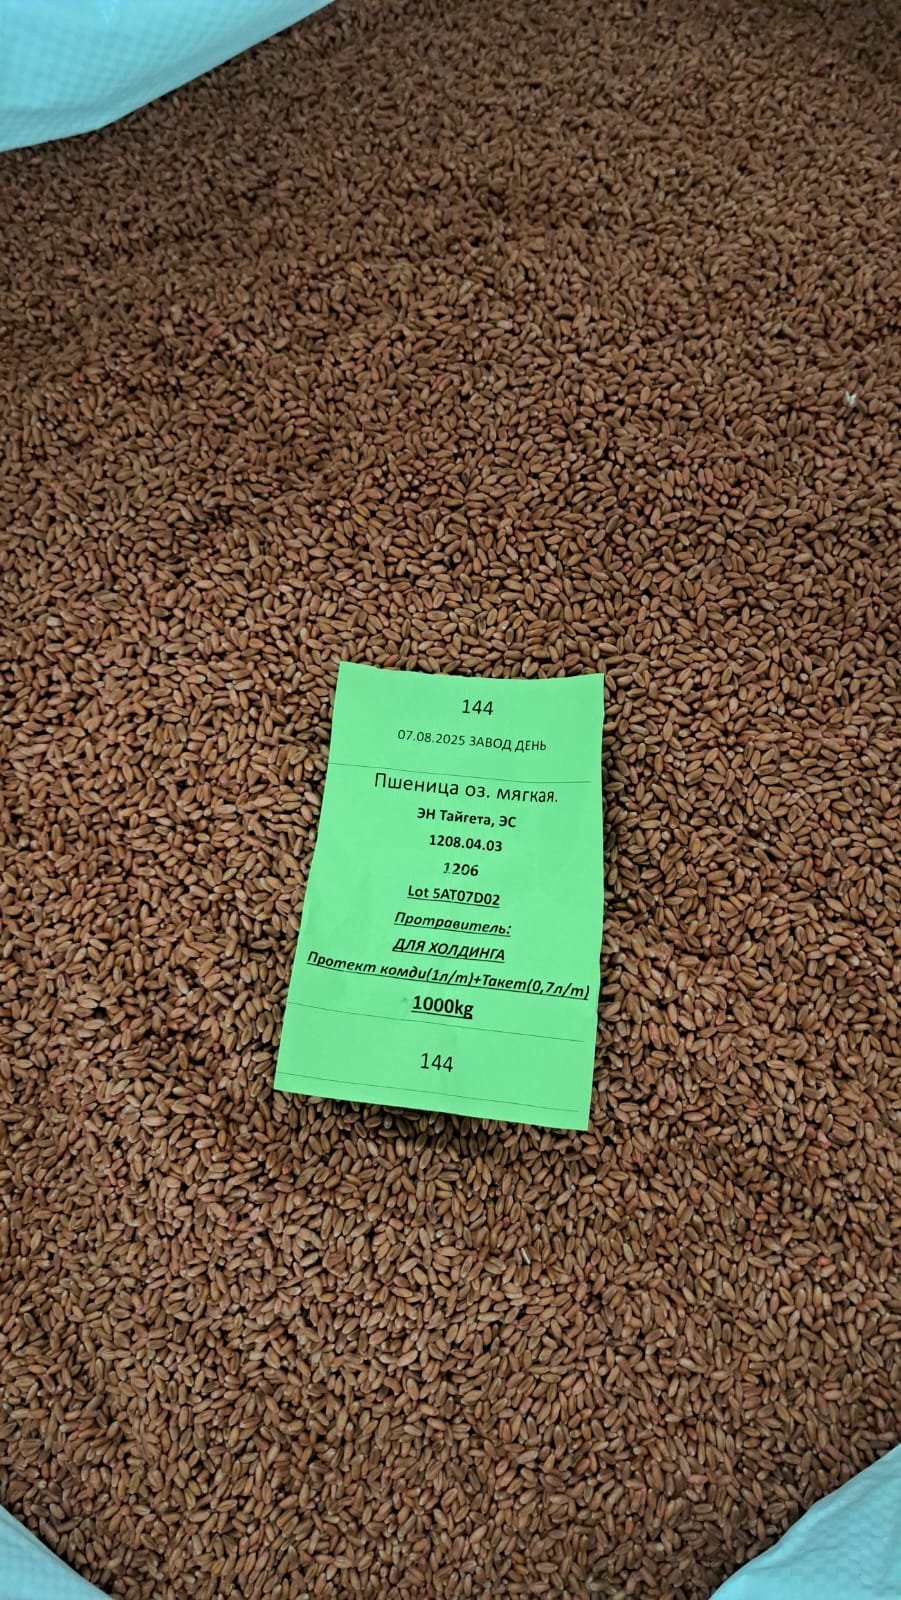 144
07.08.2025 ЗАВОД ДЕНЬ
Пшеница оз. мягкая.
ЭН Тайгета, ЭС
1208.04.03
1206
Lot 5AT07D02
Протравитель:
ДЛЯ ХОЛДИНГА
Протект комди(1л/т)+Такет(0,7л/т)
1000kg
144